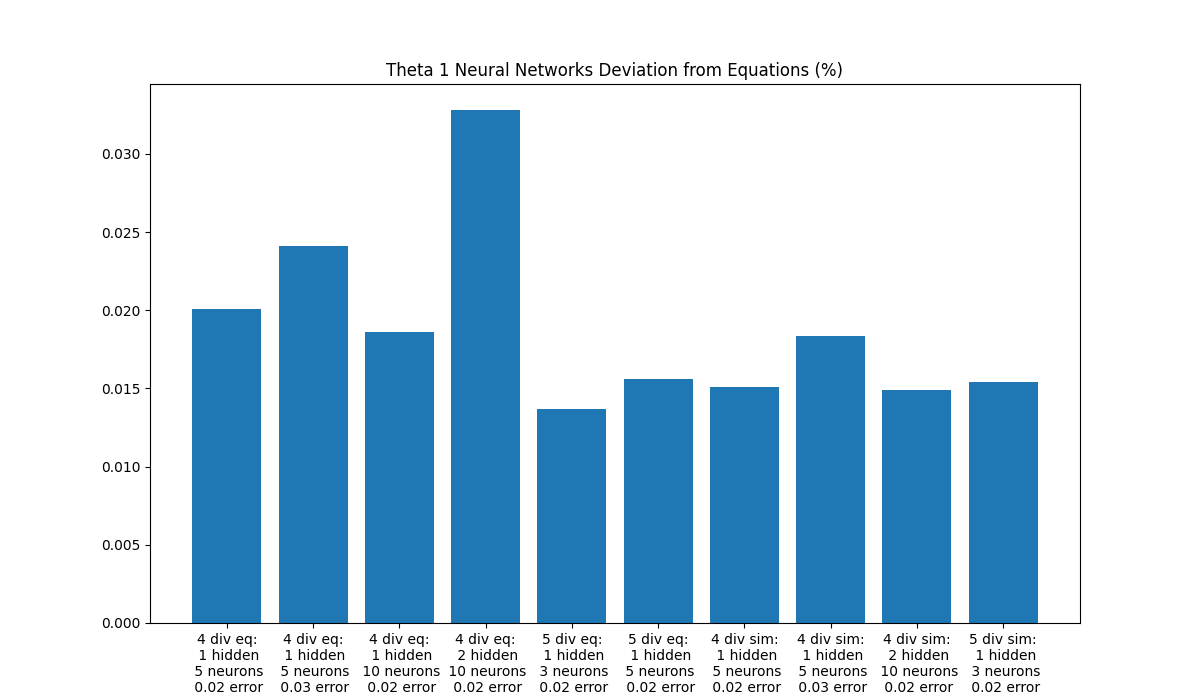 Theta 1 Neural Networks Deviation from Equations (%)
0.030
0.025
0.020
0.015
0.010
0.005
0.000
4 div eq:
1 hidden
5 neurons
0.02 error
4 div eq:
1 hidden
5 neurons
0.03 error
4 div eq:
1 hidden
10 neurons
0.02 error
4 div eq:
2 hidden
10 neurons
0.02 error
5 div eq:
1 hidden
3 neurons
0.02 error
5 div eq:
1 hidden
5 neurons
0.02 error
4 div sim:
1 hidden
5 neurons
0.02 error
4 div sim:
1 hidden
5 neurons
0.03 error
4 div sim:
2 hidden
10 neurons
0.02 error
5 div sim:
1 hidden
3 neurons
0.02 error